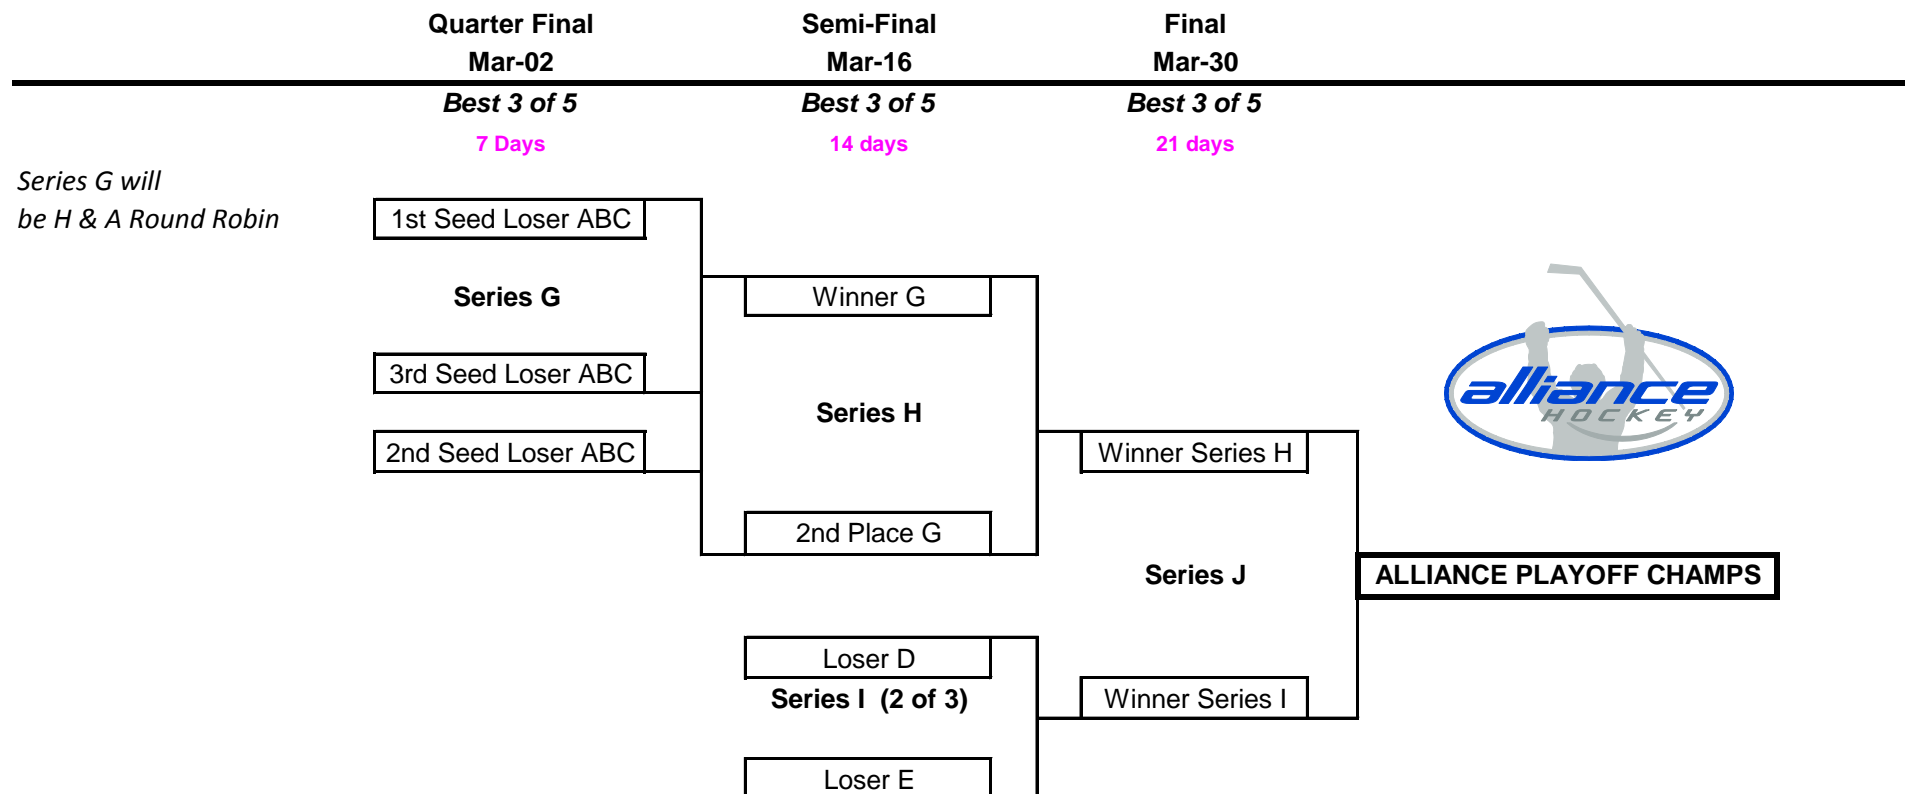 Quarter Final Semi-Final Final
Mar-02 Mar-16 Mar-30
Best 3 of 5 Best 3 of 5 Best 3 of 5
7 Days 14 days 21 days
Series G will
be H & A Round Robin
1st Seed Loser ABC
Series G
Winner G
3rd Seed Loser ABC
Series H
2nd Seed Loser ABC
Winner Series H
2nd Place G
Series J
ALLIANCE PLAYOFF CHAMPS
Loser D
Series I (2 of 3)
Winner Series I
Loser E
alliance
HOCKEY